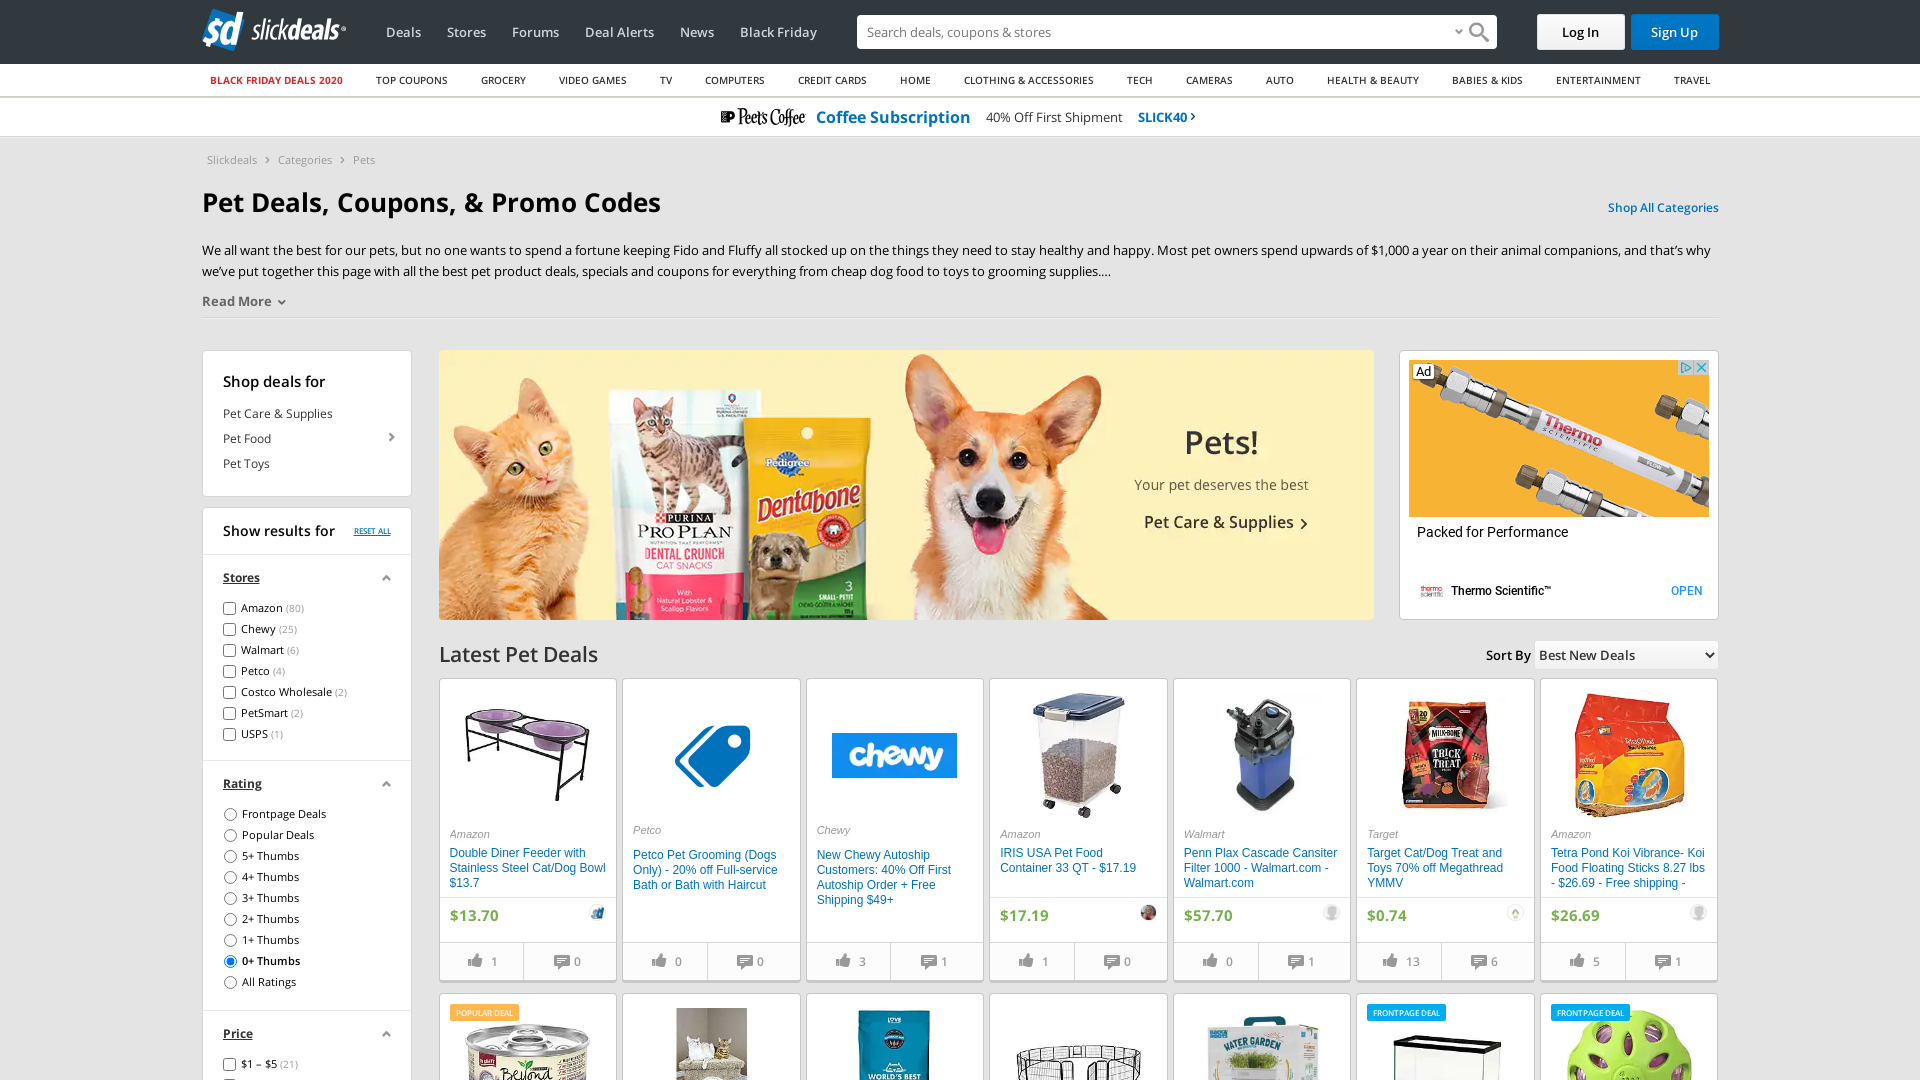 slickdeals
Deals
Stores
Forums
Deal Alerts
News
Black Friday
Search deals, coupons & stores
Log In
Sign Up
BLACK FRIDAY DEALS 2020
TOP COUPONS
GROCERY
VIDEO GAMES
TV
COMPUTERS
CREDIT CARDS
HOME
CLOTHING & ACCESSORIES
TECH
CAMERAS
AUTO
HEALTH & BEAUTY
BABIES & KIDS
ENTERTAINMENT
TRAVEL
Peet's Coffee
Coffee Subscription
40% Off First Shipment
SLICK40
Slickdeals
Categories
Pets
Pet Deals, Coupons, & Promo Codes
Shop All Categories
We all want the best for our pets, but no one wants to spend a fortune keeping Fido and Fluffy all stocked up on the things they need to stay healthy and happy. Most pet owners spend upwards of $1,000 a year on their animal companions, and that’s why
we’ve put together this page with all the best pet product deals, specials and coupons for everything from cheap dog food to toys to grooming supplies....
Read More
Shop deals for
Pet Care & Supplies
Pet Food
Pet Toys
Show results for
RESET ALL
Stores
Amazon (80)
Chewy (25)
Walmart (6)
Petco (4)
Costco Wholesale (2)
PetSmart (2)
USPS (1)
Rating
Frontpage Deals
Popular Deals
5+ Thumbs
4+ Thumbs
3+ Thumbs
2+ Thumbs
1+ Thumbs
0+ Thumbs
All Ratings
Price
$1 – $5 (21)
PURINA
PRO PLAN
DENTAL CRUNCH
CAT SNACKS
With
Natural Lobster &
Scallop Flavors
Pedigree
Dentabone
3
SMALL-PETIT
Pets!
Your pet deserves the best
Pet Care & Supplies
Ad
Thermo
SCIENTIFIC
FLOW
Packed for Performance
thermo
scientific
Thermo Scientific™
OPEN
Latest Pet Deals
Sort By
Best New Deals
Amazon
Double Diner Feeder with
Stainless Steel Cat/Dog Bowl
$13.7
$13.70
1
0
Petco
Petco Pet Grooming (Dogs
Only) - 20% off Full-service
Bath or Bath with Haircut
0
0
chewy
Chewy
New Chewy Autoship
Customers: 40% Off First
Autoship Order + Free
Shipping $49+
3
1
Amazon
IRIS USA Pet Food
Container 33 QT - $17.19
$17.19
1
0
Walmart
Penn Plax Cascade Cansiter
Filter 1000 - Walmart.com -
Walmart.com
$57.70
0
1
MILK-BONE
TRICK
TREAT
Target
Target Cat/Dog Treat and
Toys 70% off Megathread
YMMV
$0.74
13
6
Amazon
Tetra Pond Koi Vibrance- Koi
Food Floating Sticks 8.27 lbs
- $26.69 - Free shipping -
$26.69
5
1
POPULAR DEAL
Beyond
WORLD'S BEST
WATER GARDEN
FRONTPAGE DEAL
FRONTPAGE DEAL